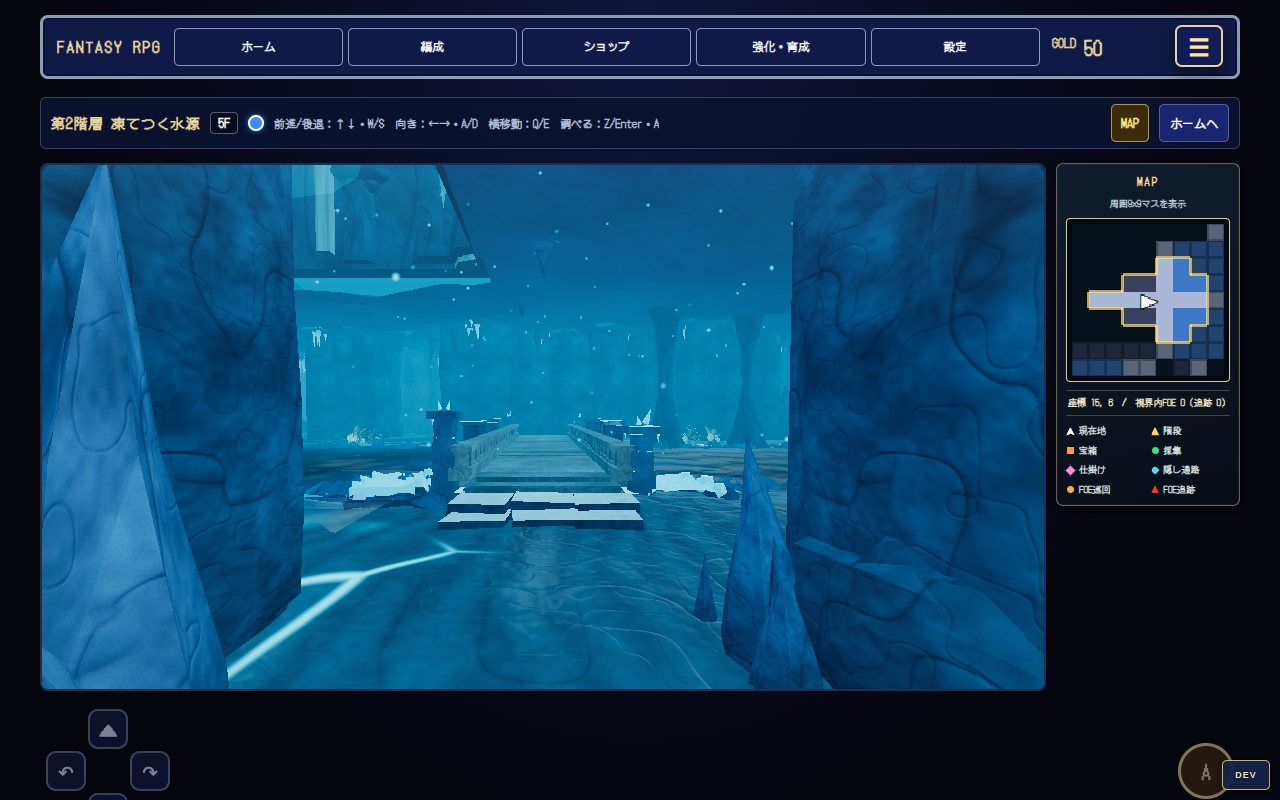 FANTASY RPG
ホーム
編成
ショップ
強化・育成
設定
GOLD 50
第2階層 凍てつく水源
5F
前進/後退：↑↓・W/S 向き：←→・A/D 横移動：Q/E 調べる：Z/Enter・A
MAP
ホームへ
MAP
周囲9x9マスを表示
座標 15, 6 / 視界内FOE 0 (追跡 0)
現在地
階段
宝箱
採集
仕掛け
隠し通路
FOE巡回
FOE追跡
A
DEV